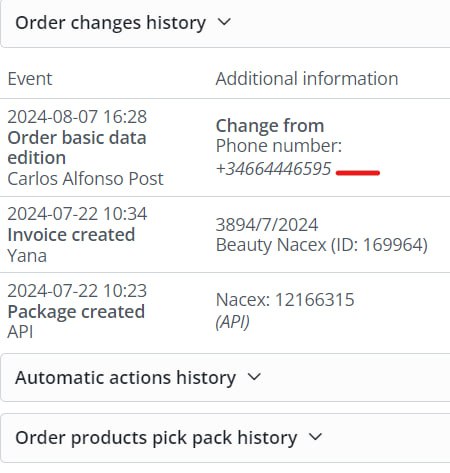 Order changes history
Event Additional information
2024-08-07 16:28
Order basic data
edition
Carlos Alfonso Post
Change from
Phone number:
+34664446595
2024-07-22 10:34
Invoice created
Yana
3894/7/2024
Beauty Nacex (ID: 169964)
2024-07-22 10:23
Package created
API
Nacex: 12166315
(API)
Automatic actions history
Order products pick pack history